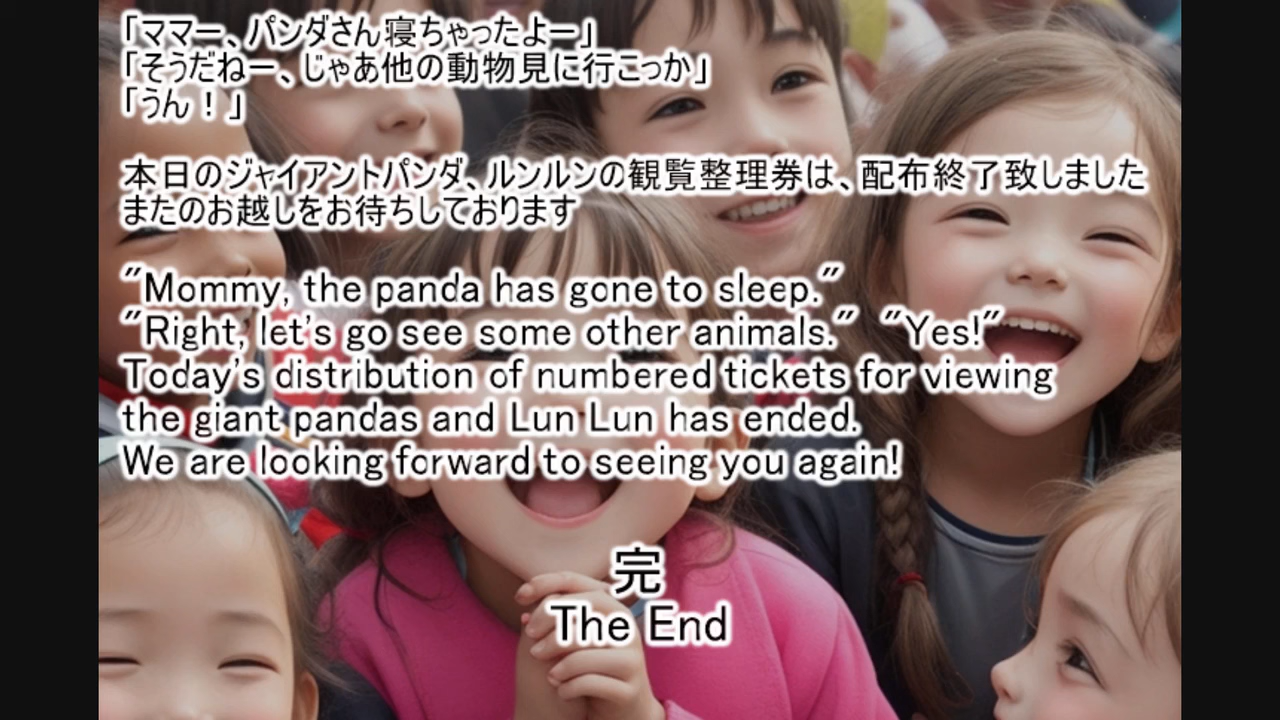 「ママー、パンダさん寝ちゃったよー」
「そうだねー、じゃあ他の動物見に行こっか」
「うん！」
本日のジャイアントパンダ、ルンルンの観覧整理券は、配布終了致しました
またのお越しをお待ちしております
"Mommy, the panda has gone to sleep."
"Right, let's go see some other animals." "Yes!"
Today's distribution of numbered tickets for viewing
the giant pandas and Lun Lun has ended.
We are looking forward to seeing you again!
完
The End